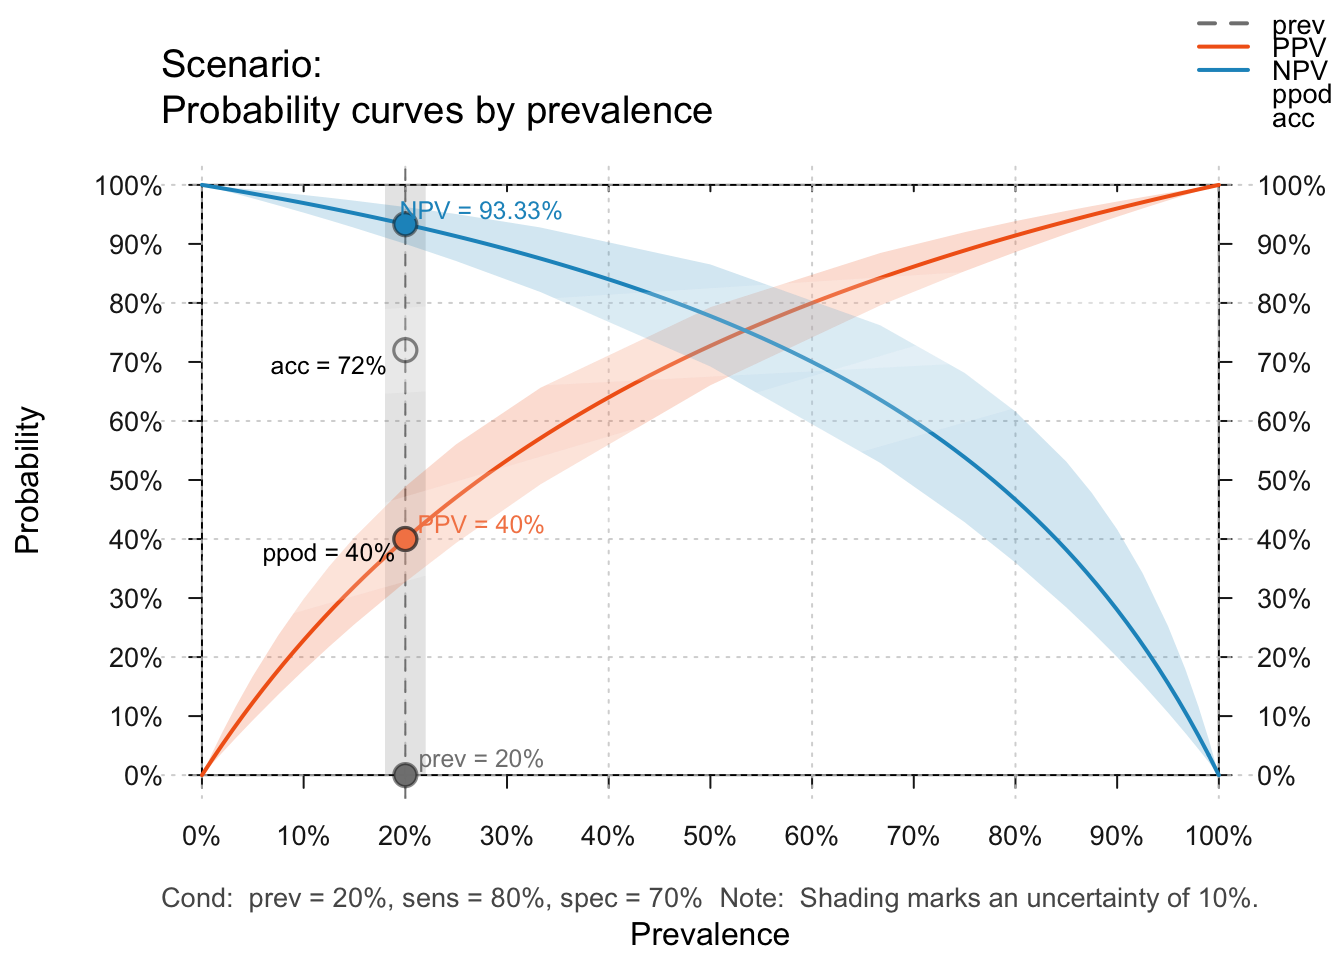 prev
PPV
NPV
ppod
acc
Scenario:
Probability curves by prevalence
100%
90%
80%
70%
60%
50%
40%
30%
20%
10%
0%
Probability
NPV = 93.33%
acc = 72%
PPV = 40%
ppod = 40%
prev = 20%
100%
90%
80%
70%
60%
50%
40%
30%
20%
10%
0%
0% 10% 20% 30% 40% 50% 60% 70% 80% 90% 100%
Cond:  prev = 20%, sens = 80%, spec = 70%  Note:  Shading marks an uncertainty of 10%.
Prevalence